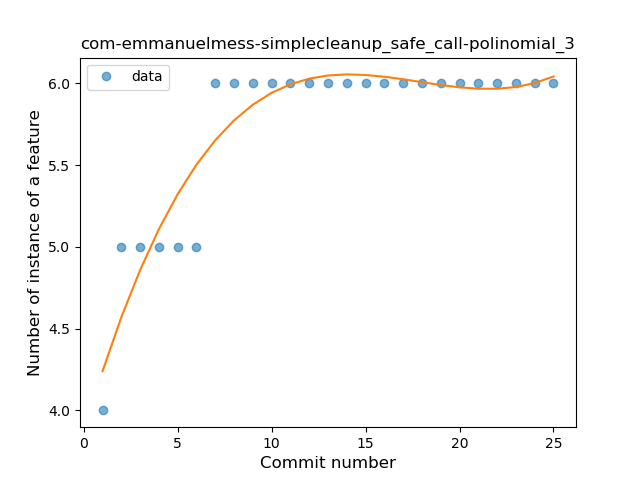 com-emmanuelmess-simplecleanup_safe_call-polinomial_3
data
Number of instance of a feature
6.0
5.5
5.0
4.5
4.0
0 5 10 15 20 25
Commit number